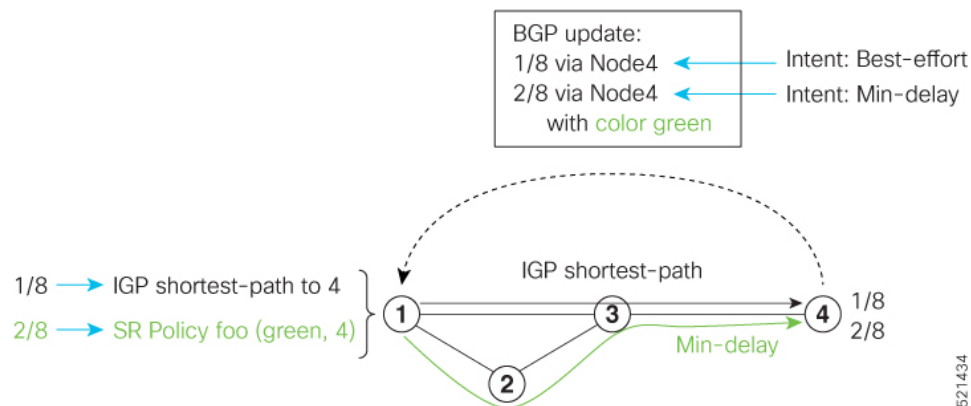 BGP update:
1/8 via Node4
Intent: Best-effort
2/8 via Node4
Intent: Min-delay
with color green
IGP shortest-path
1/8
IGP shortest-path to 4
2/8
SR Policy foo (green, 4)
1
3
4
1/8
2/8
Min-delay
2
521434